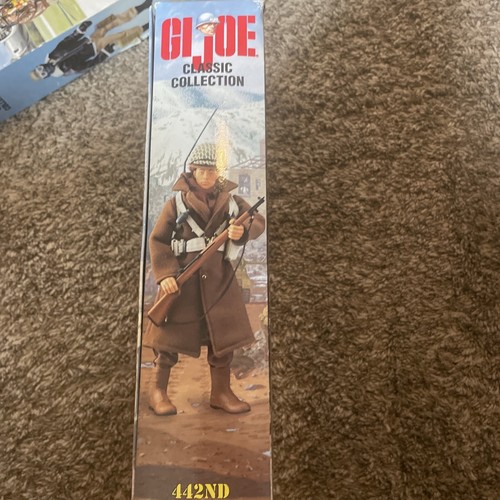 GI JOE
CLASSIC
COLLECTION
442ND